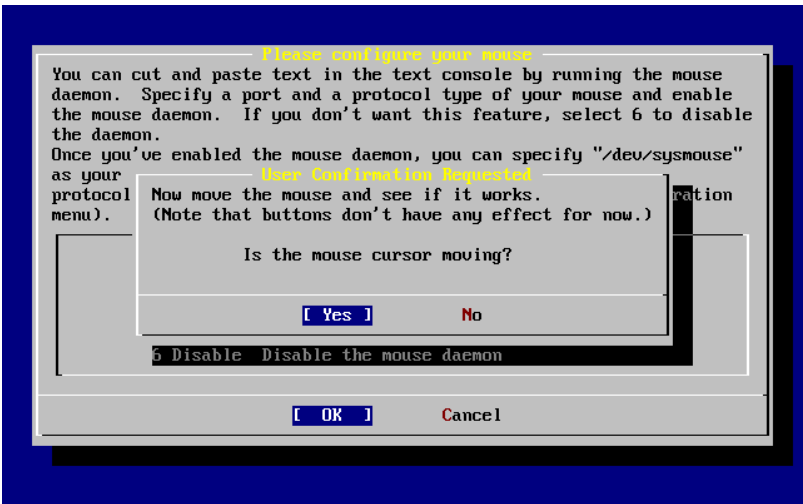 Please configure your mouse
You can cut and paste text in the text console by running the mouse
daemon.  Specify a port and a protocol type of your mouse and enable
the mouse daemon.  If you don't want this feature, select 6 to disable
the daemon.
Once you've enabled the mouse daemon, you can specify "/dev/sysmouse"
as your
protocol ration
menu).
User Confirmation Requested
Now move the mouse and see if it works.
(Note that buttons don't have any effect for now.)
Is the mouse cursor moving?
[ Yes ] No
6 Disable  Disable the mouse daemon
[ OK ] Cancel